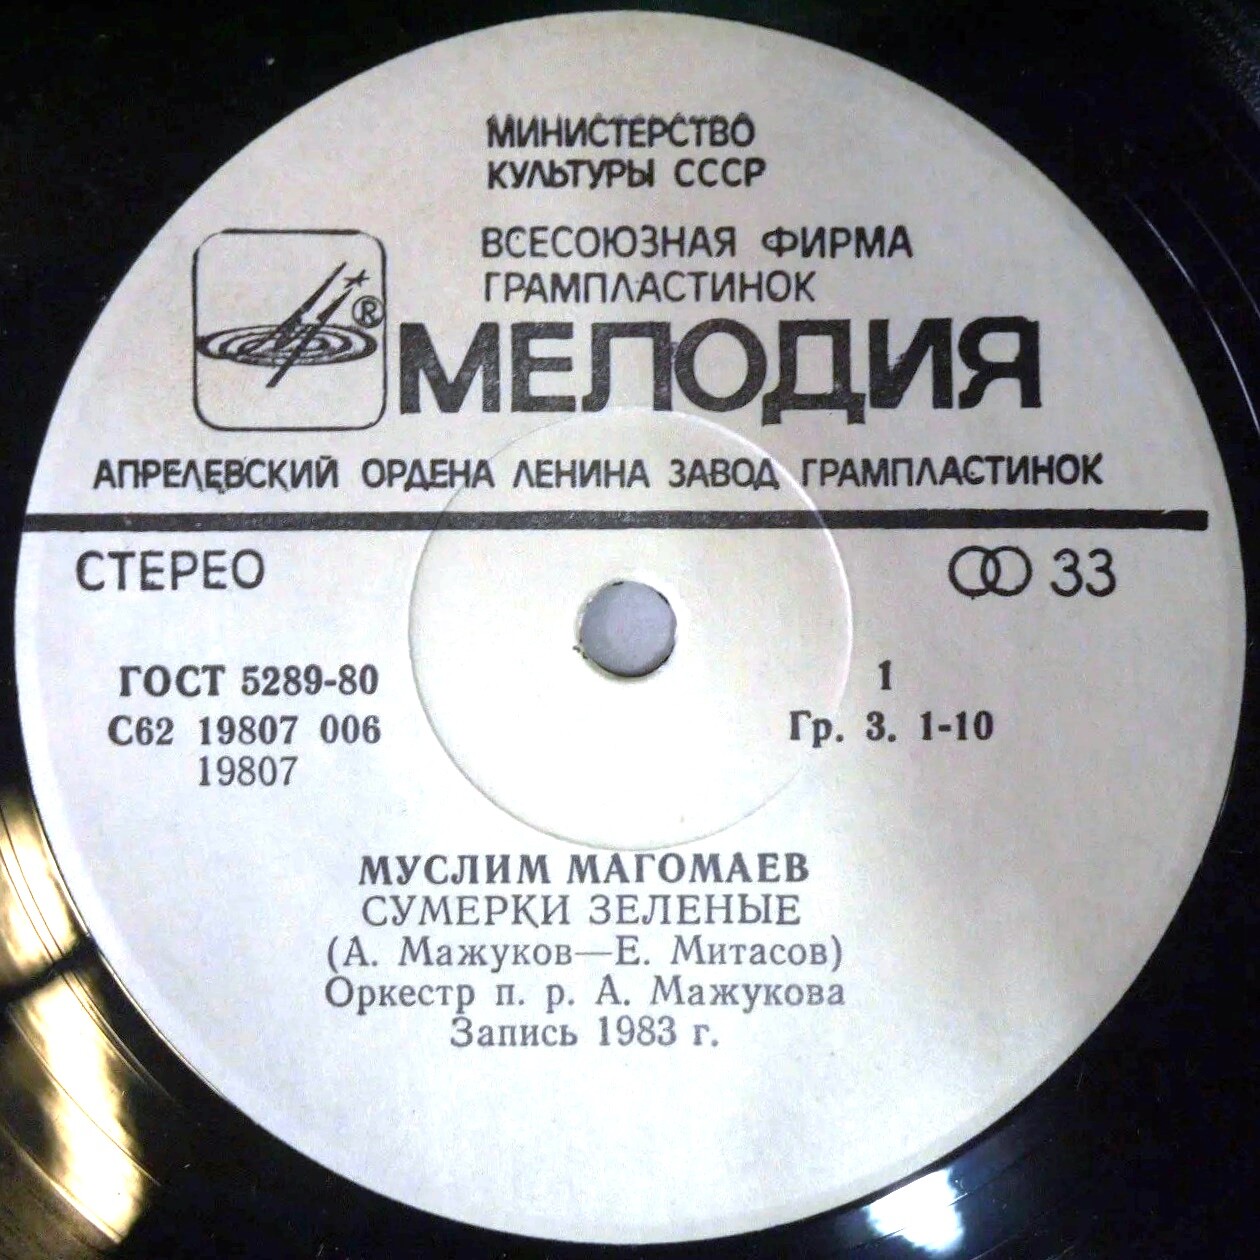 МИНИСТЕРСТВО
КУЛЬТУРЫ СССР
ВСЕСОЮЗНАЯ ФИРМА
ГРАМПЛАСТИНОК
® МЕЛОДИЯ
АПРЕЛЕВСКИЙ ОРДЕНА ЛЕНИНА ЗАВОД ГРАМПЛАСТИНОК
СТЕРЕО 33
ГОСТ 5289-80 1
С62 19807 006 Гр. 3. 1-10
19807
МУСЛИМ МАГОМАЕВ
СУМЕРКИ ЗЕЛЕНЫЕ
(А. Мажуков—Е. Митасов)
Оркестр п. р. А. Мажукова
Запись 1983 г.